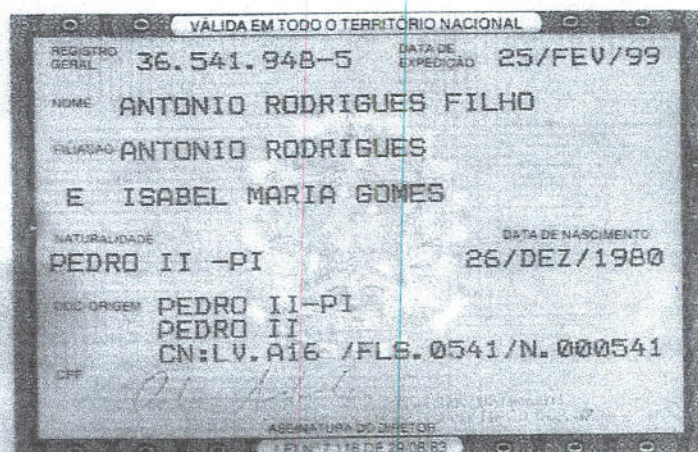 VÁLIDA EM TODO O TERRITÓRIO NACIONAL
REGISTRO GERAL 36.541.948-5 DATA DE EXPEDIÇÃO 25/FEV/99
NOME ANTONIO RODRIGUES FILHO
FILIAÇÃO ANTONIO RODRIGUES
E ISABEL MARIA GOMES
NATURALIDADE DATA DE NASCIMENTO
PEDRO II -PI 26/DEZ/1980
DOC ORIGEM PEDRO II-PI
PEDRO II
CN:LV.A16 /FLS.0541/N.000541
CPF
ASSINATURA DO DIRETOR
LEI Nº 7.116 DE 29/08/83